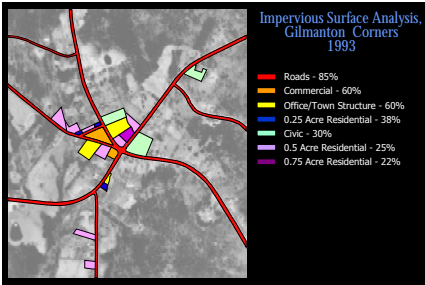 Impervious Surface Analysis,
Gilmanton Corners
1993
Roads - 85%
Commercial - 60%
Office/Town Structure - 60%
0.25 Acre Residential - 38%
Civic - 30%
0.5 Acre Residential - 25%
0.75 Acre Residential - 22%